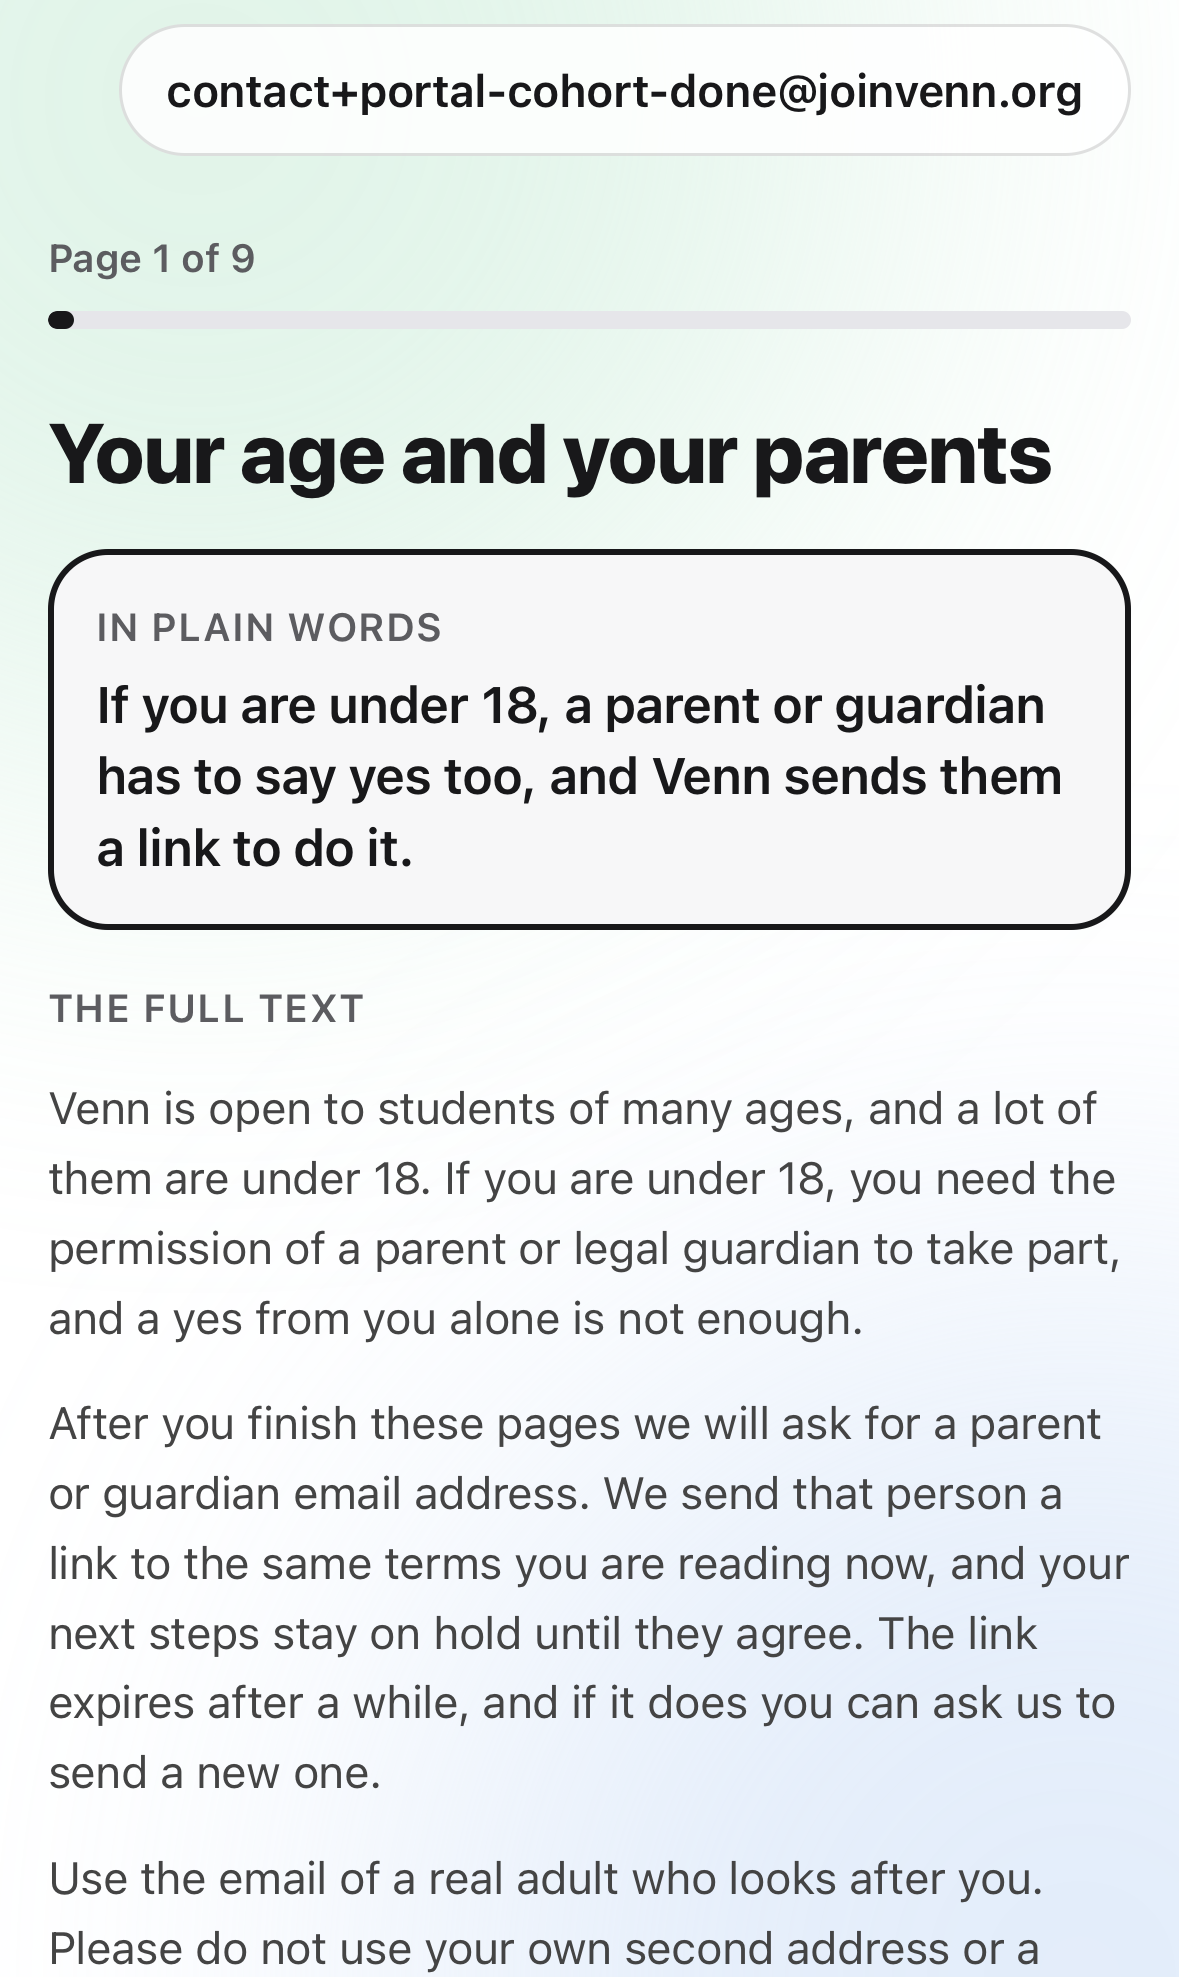 contact+portal-cohort-done@joinvenn.org
Page 1 of 9
Your age and your parents
IN PLAIN WORDS
If you are under 18, a parent or guardian
has to say yes too, and Venn sends them
a link to do it.
THE FULL TEXT
Venn is open to students of many ages, and a lot of
them are under 18. If you are under 18, you need the
permission of a parent or legal guardian to take part,
and a yes from you alone is not enough.
After you finish these pages we will ask for a parent
or guardian email address. We send that person a
link to the same terms you are reading now, and your
next steps stay on hold until they agree. The link
expires after a while, and if it does you can ask us to
send a new one.
Use the email of a real adult who looks after you.
Please do not use your own second address or a